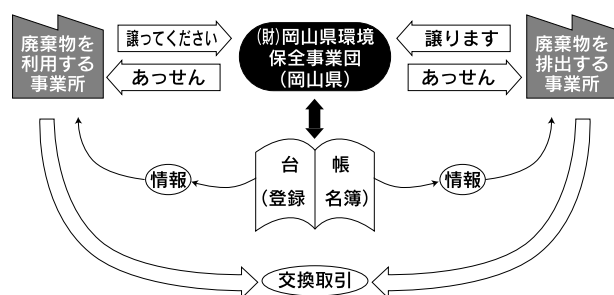 廃棄物を
利用する
事業所
譲ってください
あっせん
(財)岡山県環境
保全事業団
(岡山県)
譲ります
あっせん
廃棄物を
排出する
事業所
台　帳
(登録　名簿)
情報
情報
交換取引